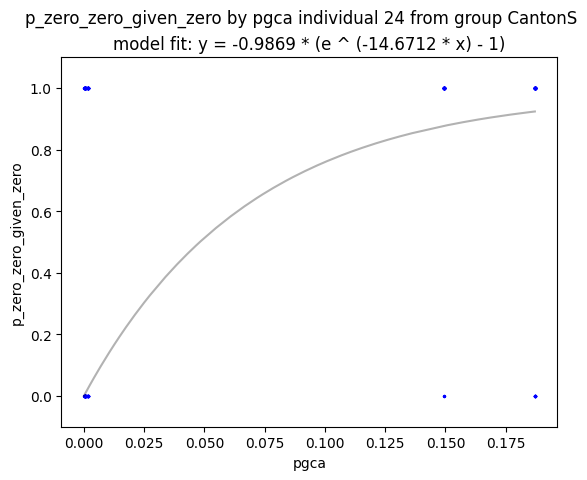 p_zero_zero_given_zero by pgca individual 24 from group CantonS
model fit: y = -0.9869 * (e ^ (-14.6712 * x) - 1)
1.0
0.8
0.6
0.4
0.2
0.0
p_zero_zero_given_zero
0.000 0.025 0.050 0.075 0.100 0.125 0.150 0.175
pgca